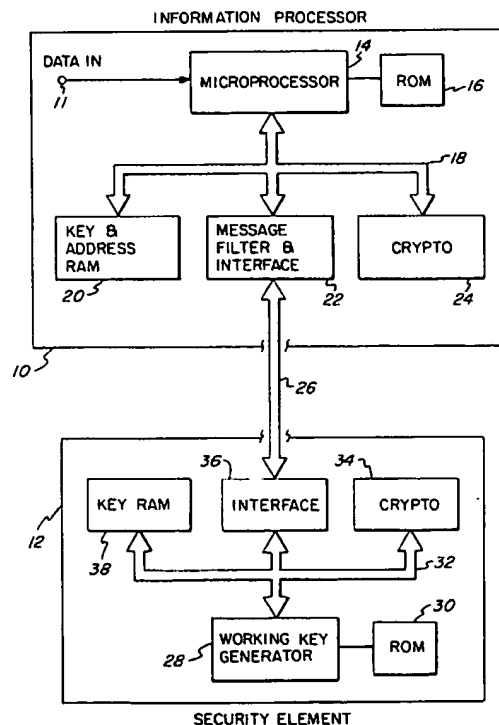 INFORMATION PROCESSOR
14
DATA IN
11
MICROPROCESSOR
ROM
16
18
KEY &
ADDRESS
RAM
20
MESSAGE
FILTER &
INTERFACE
22
CRYPTO
24
10
26
12
36
34
KEY RAM
38
INTERFACE
CRYPTO
32
30
28
WORKING KEY
GENERATOR
ROM
SECURITY ELEMENT